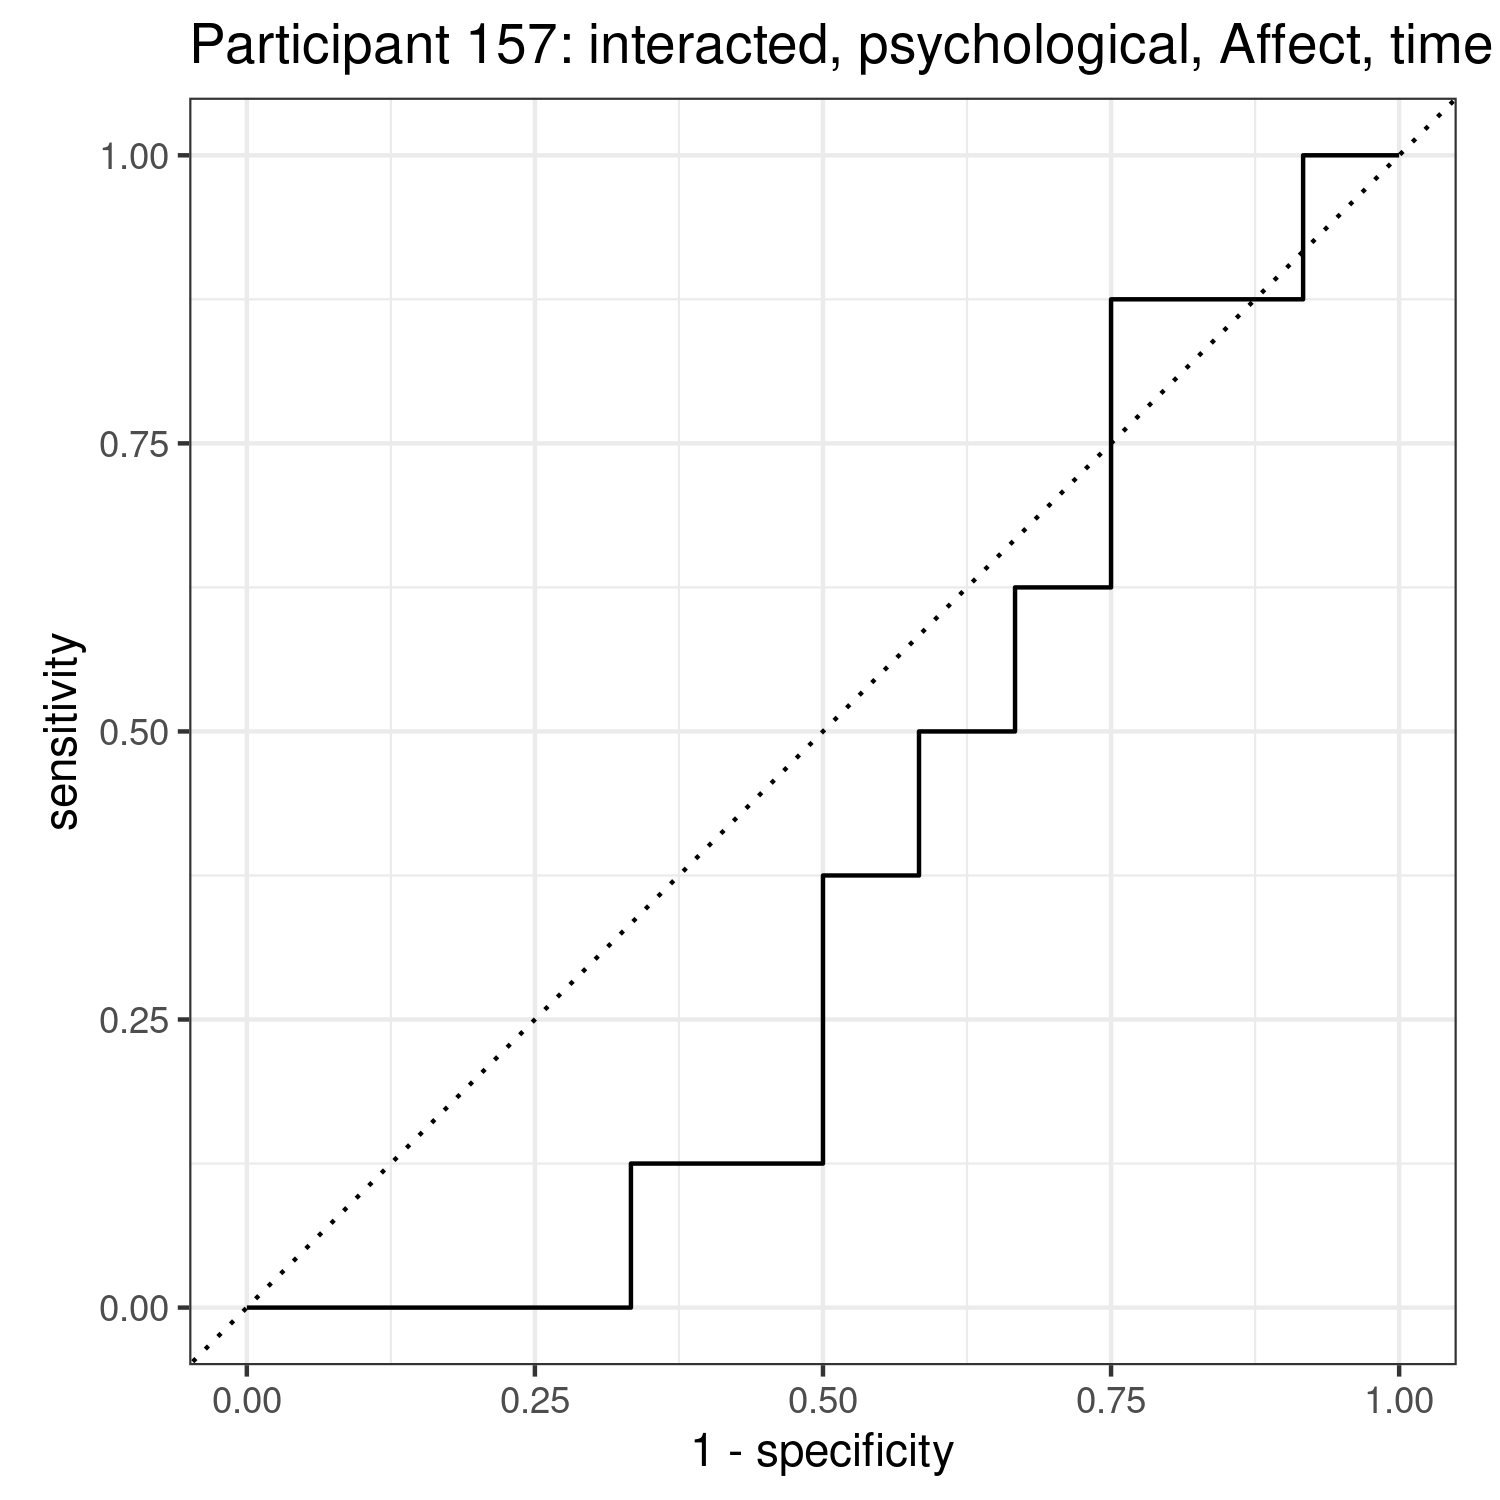 Participant 157: interacted, psychological, Affect, time
1.00
0.75
0.50
0.25
0.00
sensitivity
0.00 0.25 0.50 0.75 1.00
1 - specificity